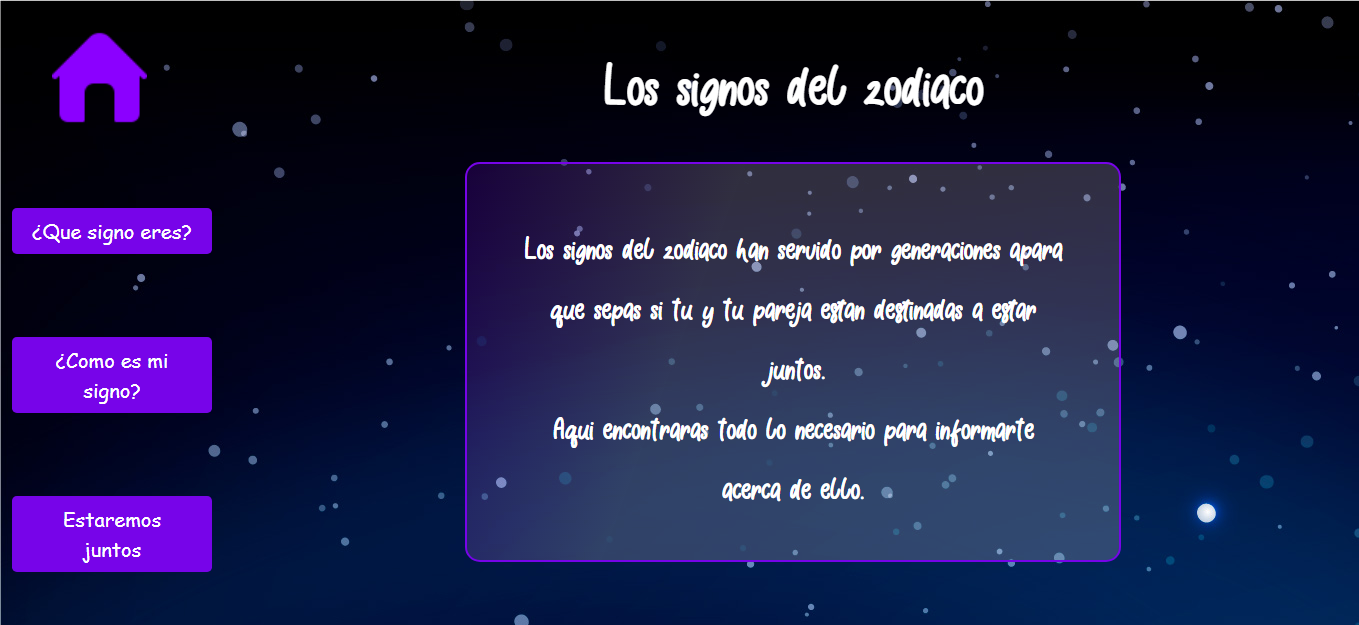 Los signos del zodiaco
¿Que signo eres?
¿Como es mi
signo?
Estaremos
juntos
Los signos del zodiaco han servido por generaciones apara
que sepas si tu y tu pareja estan destinadas a estar
juntos.
Aqui encontraras todo lo necesario para informarte
acerca de ello.